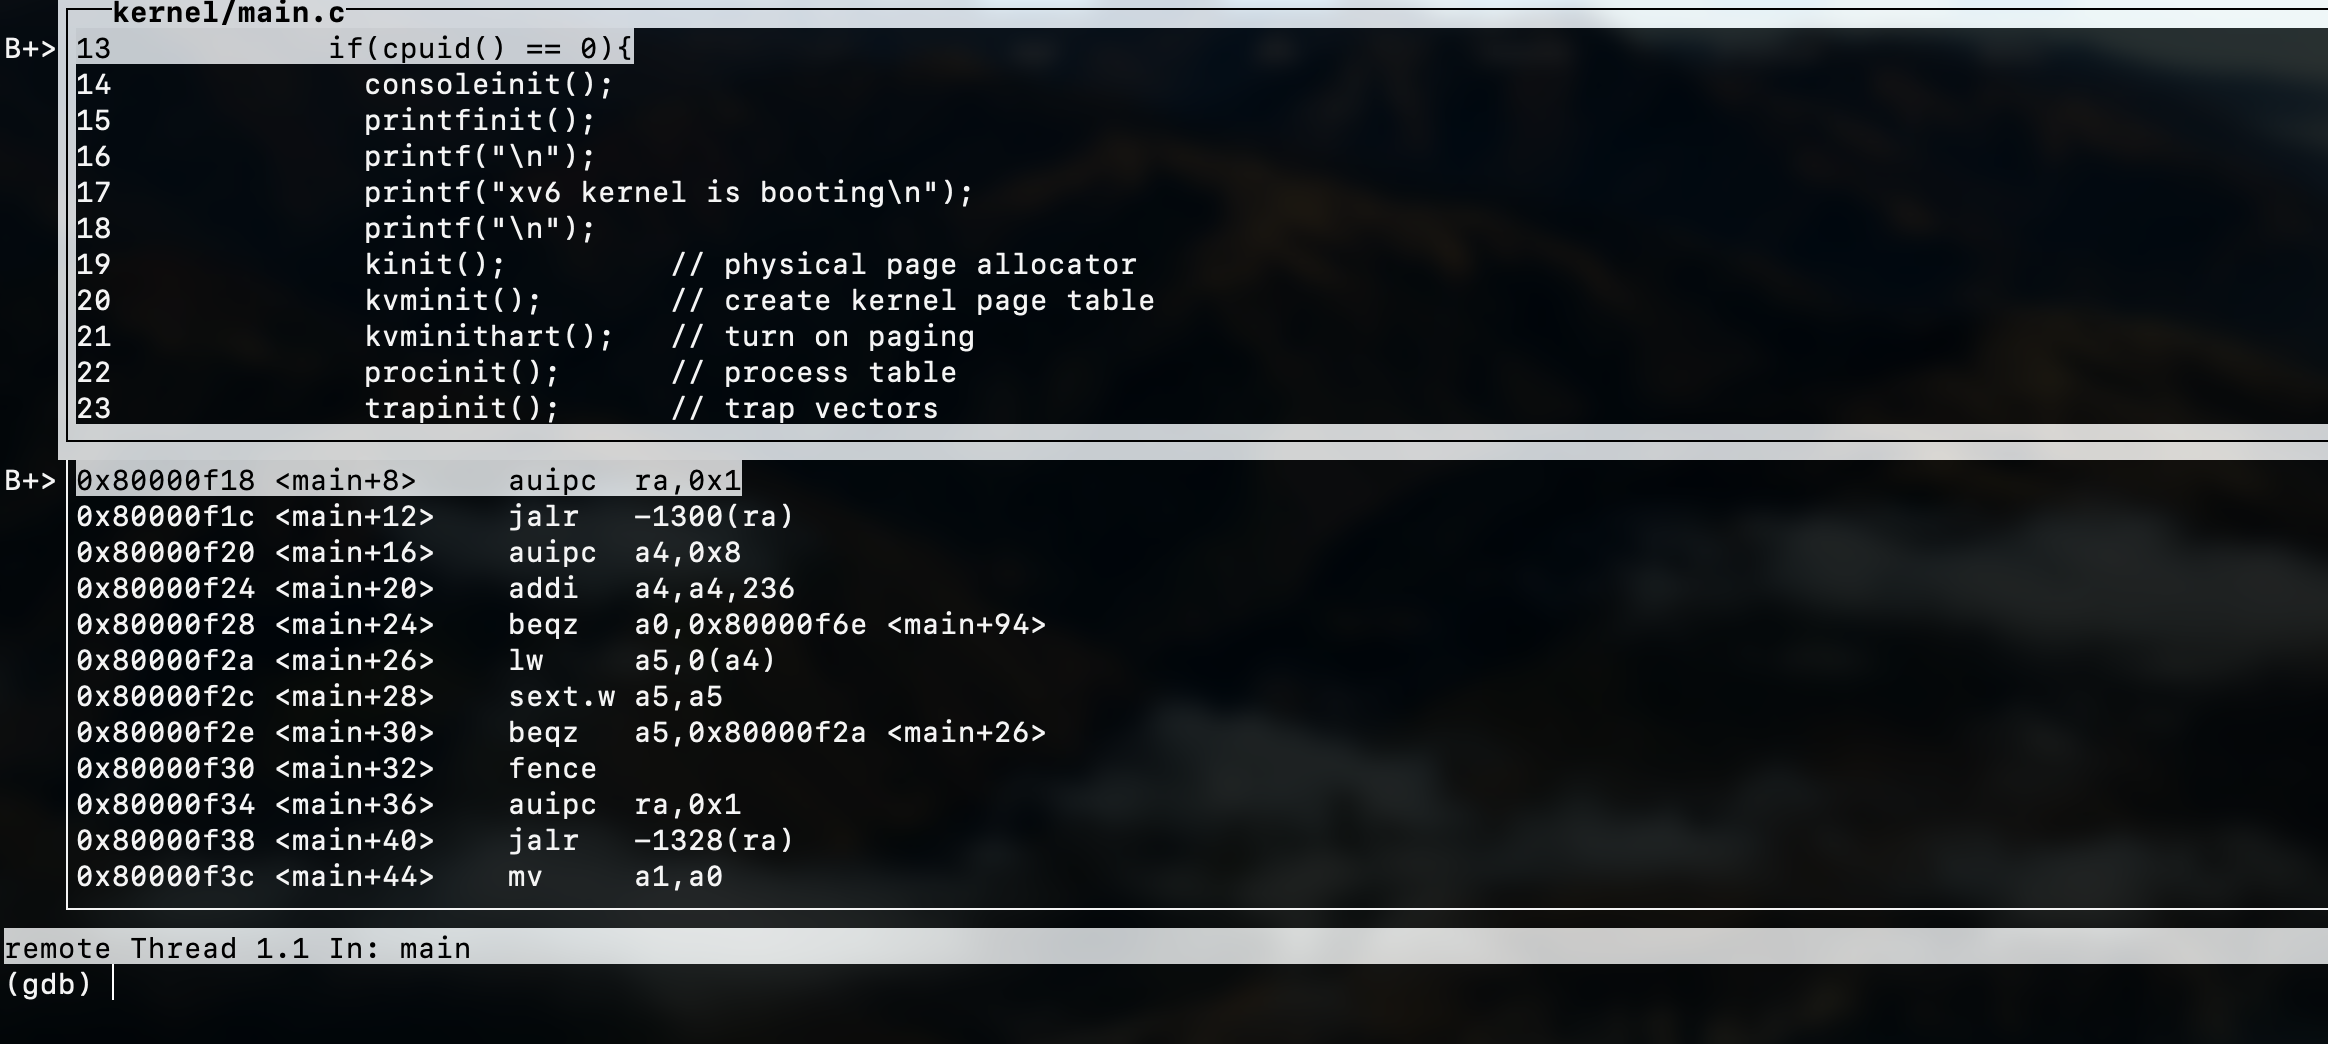 kernel/main.c
B+> 13 if(cpuid() == 0){
14 consoleinit();
15 printfinit();
16 printf("\n");
17 printf("xv6 kernel is booting\n");
18 printf("\n");
19 kinit(); // physical page allocator
20 kvminit(); // create kernel page table
21 kvminithart(); // turn on paging
22 procinit(); // process table
23 trapinit(); // trap vectors
B+> 0x80000f18 <main+8> auipc ra,0x1
0x80000f1c <main+12> jalr -1300(ra)
0x80000f20 <main+16> auipc a4,0x8
0x80000f24 <main+20> addi a4,a4,236
0x80000f28 <main+24> beqz a0,0x80000f6e <main+94>
0x80000f2a <main+26> lw a5,0(a4)
0x80000f2c <main+28> sext.w a5,a5
0x80000f2e <main+30> beqz a5,0x80000f2a <main+26>
0x80000f30 <main+32> fence
0x80000f34 <main+36> auipc ra,0x1
0x80000f38 <main+40> jalr -1328(ra)
0x80000f3c <main+44> mv a1,a0
remote Thread 1.1 In: main
(gdb)